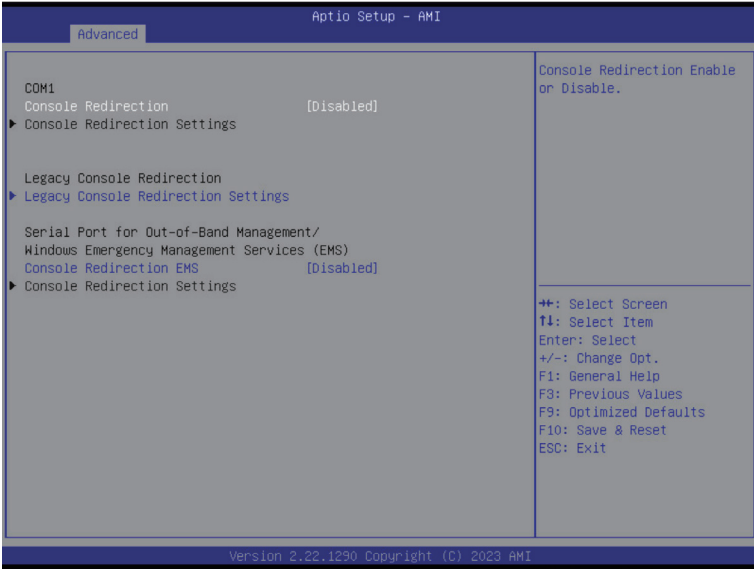 Aptio Setup – AMI
Advanced
COM1
Console Redirection [Disabled]
Console Redirection Settings
Legacy Console Redirection
Legacy Console Redirection Settings
Serial Port for Out-of-Band Management/
Windows Emergency Management Services (EMS)
Console Redirection EMS [Disabled]
Console Redirection Settings
Console Redirection Enable
or Disable.
→←: Select Screen
↑↓: Select Item
Enter: Select
+/-: Change Opt.
F1: General Help
F3: Previous Values
F9: Optimized Defaults
F10: Save & Reset
ESC: Exit
Version 2.22.1290 Copyright (C) 2023 AMI